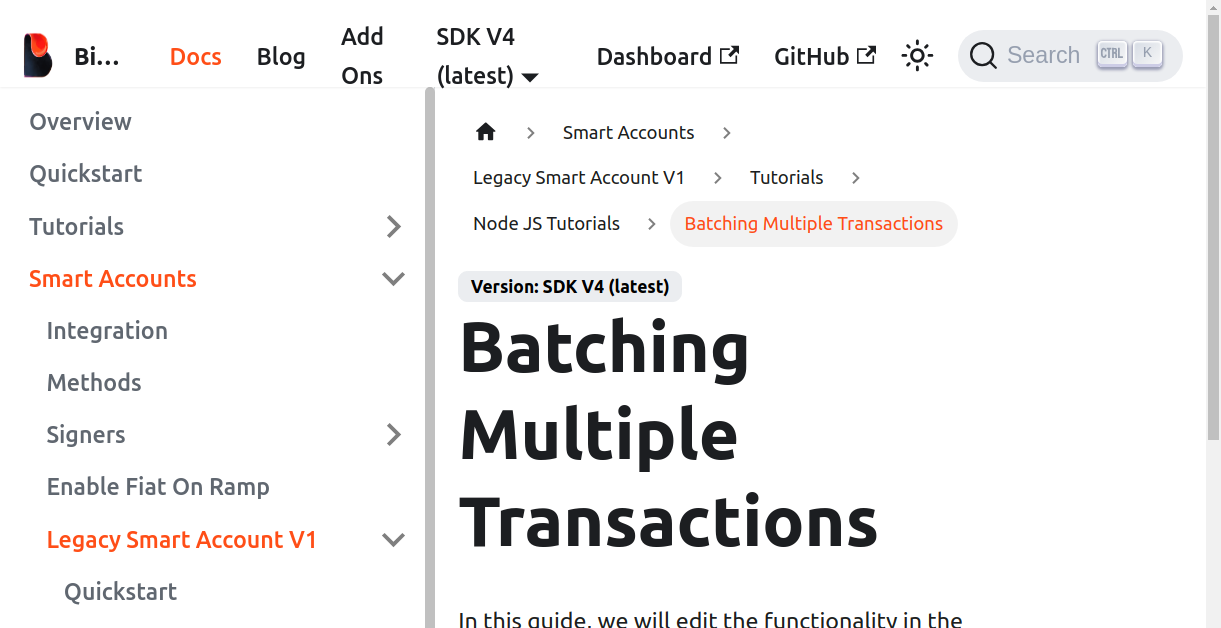 Bi...
Docs
Blog
Add
Ons
SDK V4
(latest)
Dashboard
GitHub
Search
CTRL
K
Overview
Quickstart
Tutorials
Smart Accounts
Integration
Methods
Signers
Enable Fiat On Ramp
Legacy Smart Account V1
Quickstart
Smart Accounts
Legacy Smart Account V1
Tutorials
Node JS Tutorials
Batching Multiple Transactions
Version: SDK V4 (latest)
Batching
Multiple
Transactions
In this guide, we will edit the functionality in the